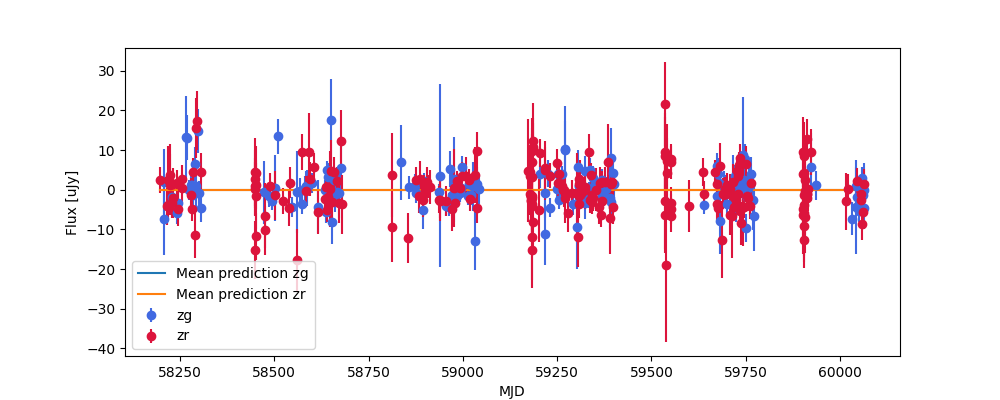 30
20
10
0
−10
−20
−30
−40
Flux [uJy]
Mean prediction zg
Mean prediction zr
zg
zr
58250 58500 58750 59000 59250 59500 59750 60000
MJD